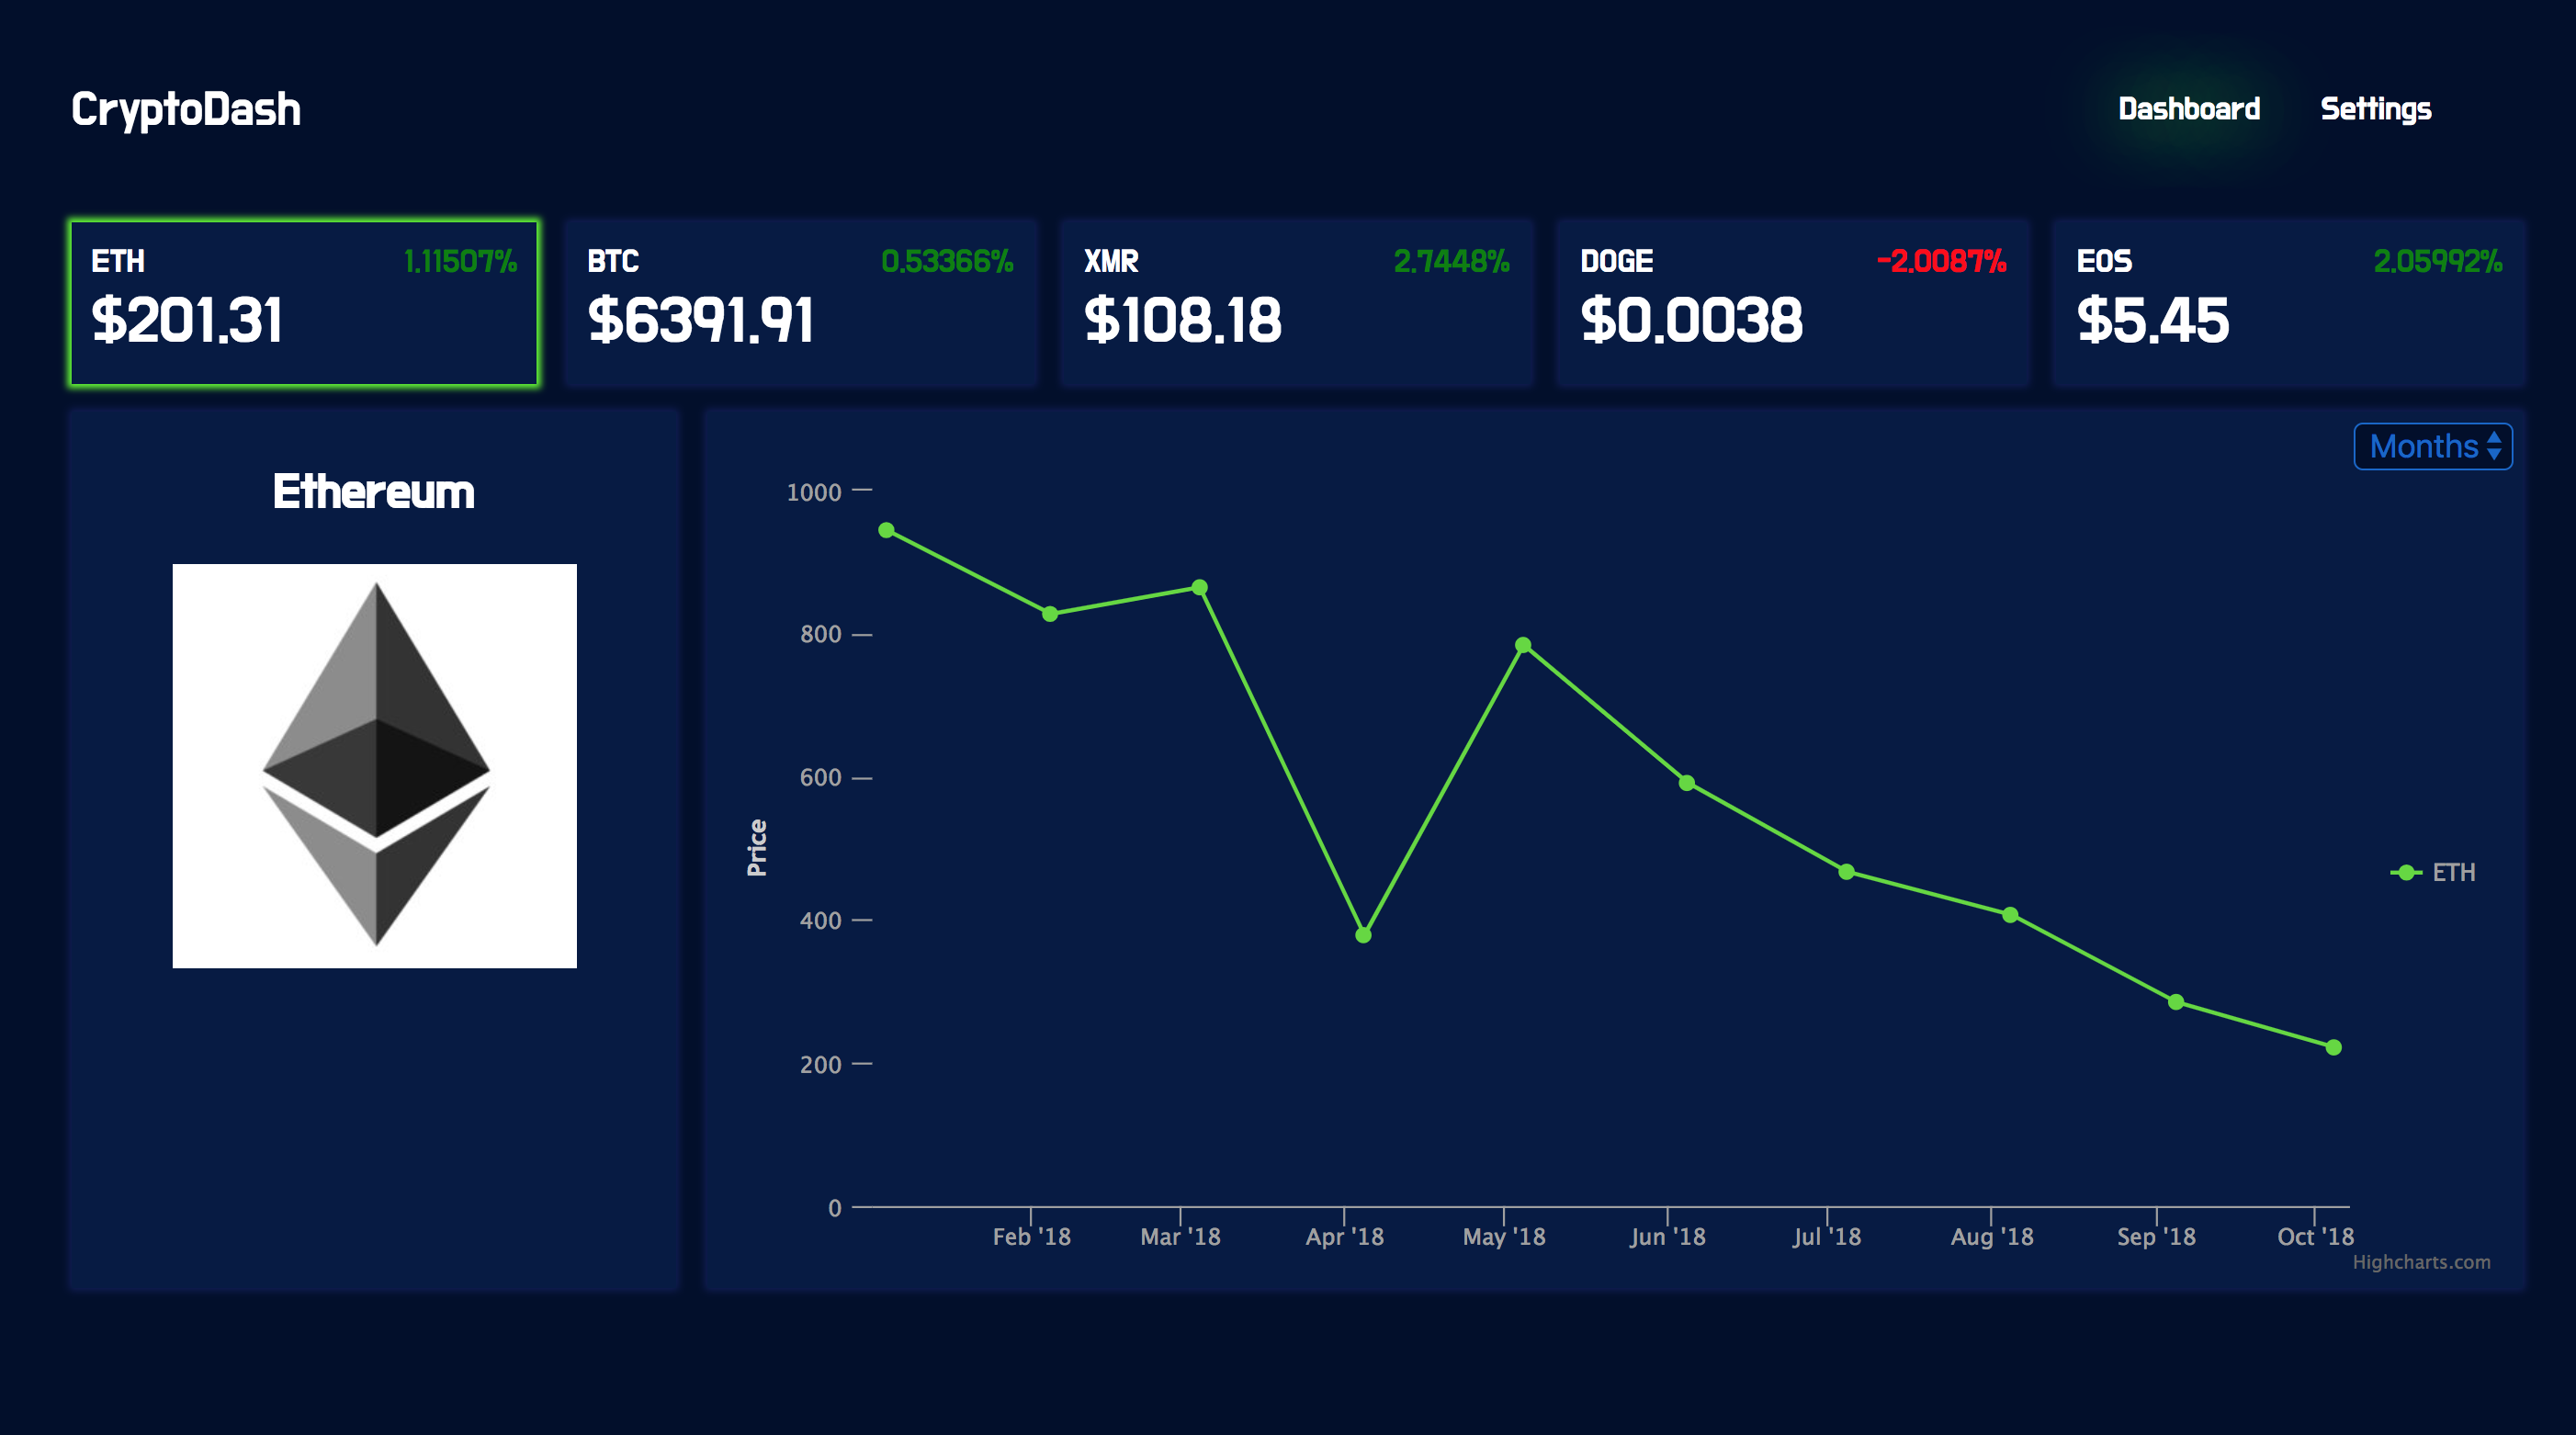 CryptoDash
Dashboard
Settings
ETH
1.11507%
$201.31
BTC
0.53366%
$6391.91
XMR
2.7448%
$108.18
DOGE
-2.0087%
$0.0038
EOS
2.05992%
$5.45
Ethereum
Months
1000
800
600
400
200
0
Price
Feb '18
Mar '18
Apr '18
May '18
Jun '18
Jul '18
Aug '18
Sep '18
Oct '18
ETH
Highcharts.com